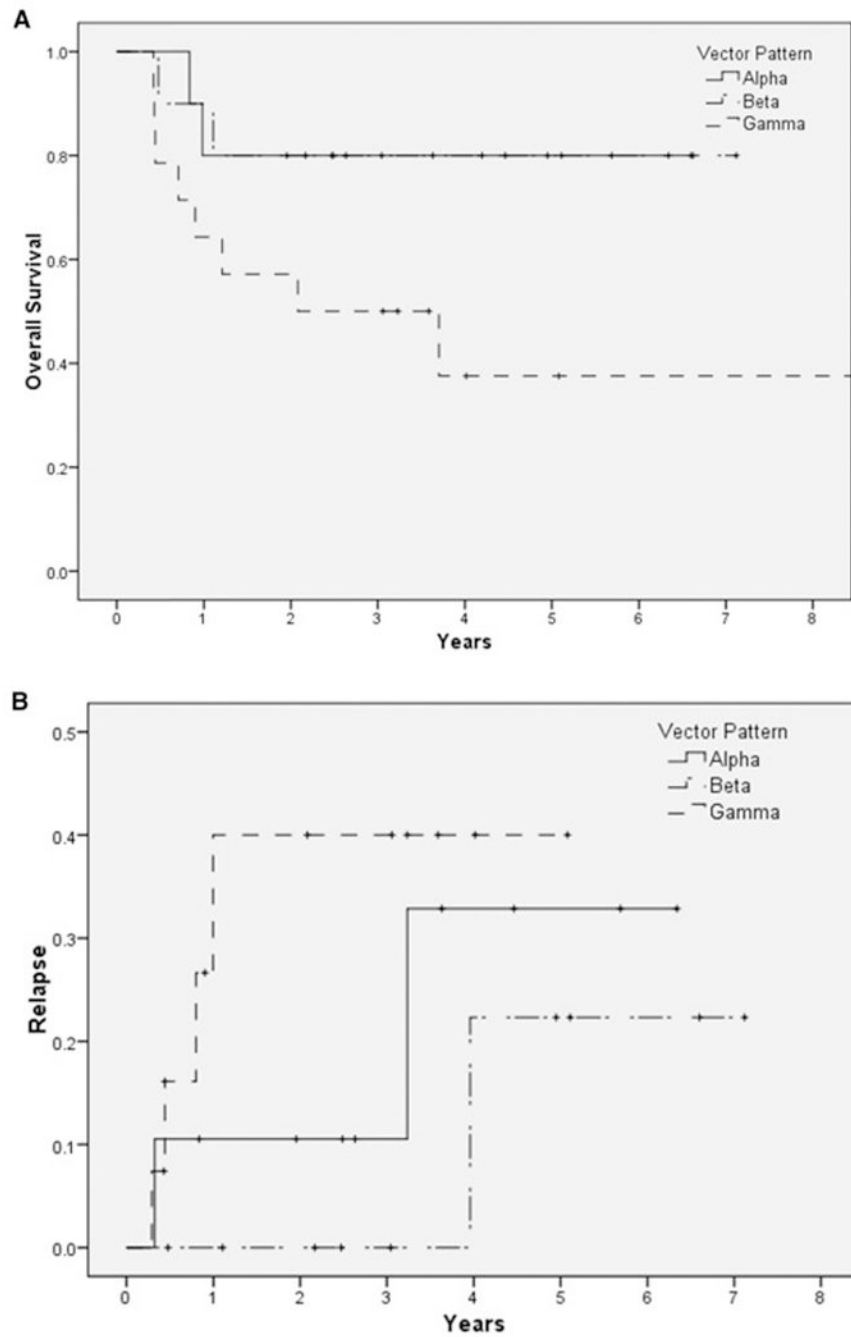 A
Vector Pattern
Alpha
Beta
Gamma
1.0
0.8
0.6
0.4
0.2
0.0
Overall Survival
0 1 2 3 4 5 6 7 8
Years
B
Vector Pattern
Alpha
Beta
Gamma
0.5
0.4
0.3
0.2
0.1
0.0
Relapse
0 1 2 3 4 5 6 7 8
Years